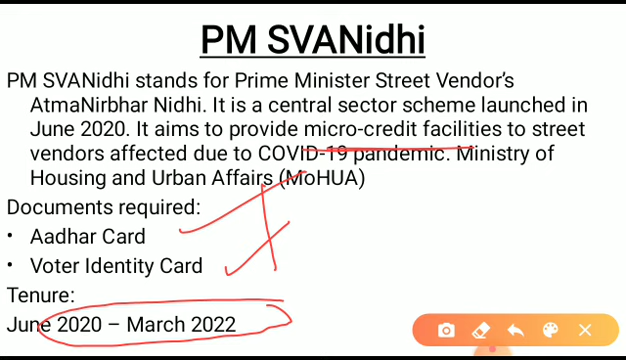 PM SVANidhi
PM SVANidhi stands for Prime Minister Street Vendor's
AtmaNirbhar Nidhi. It is a central sector scheme launched in
June 2020. It aims to provide micro-credit facilities to street
vendors affected due to COVID-19 pandemic. Ministry of
Housing and Urban Affairs (MoHUA)
Documents required:
• Aadhar Card
• Voter Identity Card
Tenure:
June 2020 – March 2022